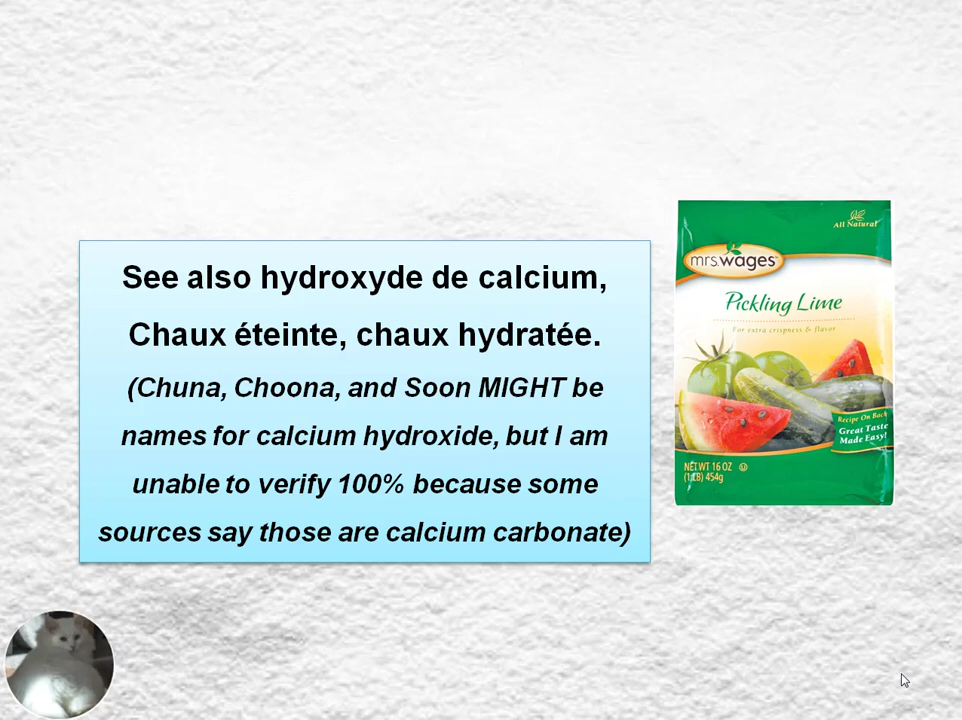 See also hydroxyde de calcium,
Chaux éteinte, chaux hydratée.
(Chuna, Choona, and Soon MIGHT be
names for calcium hydroxide, but I am
unable to verify 100% because some
sources say those are calcium carbonate)
All Natural
mrs.wages
Pickling Lime
For extra crispness & flavor
Recipe On Back
Great Taste
Made Easy!
NET WT 16 OZ
(1 LB) 454g